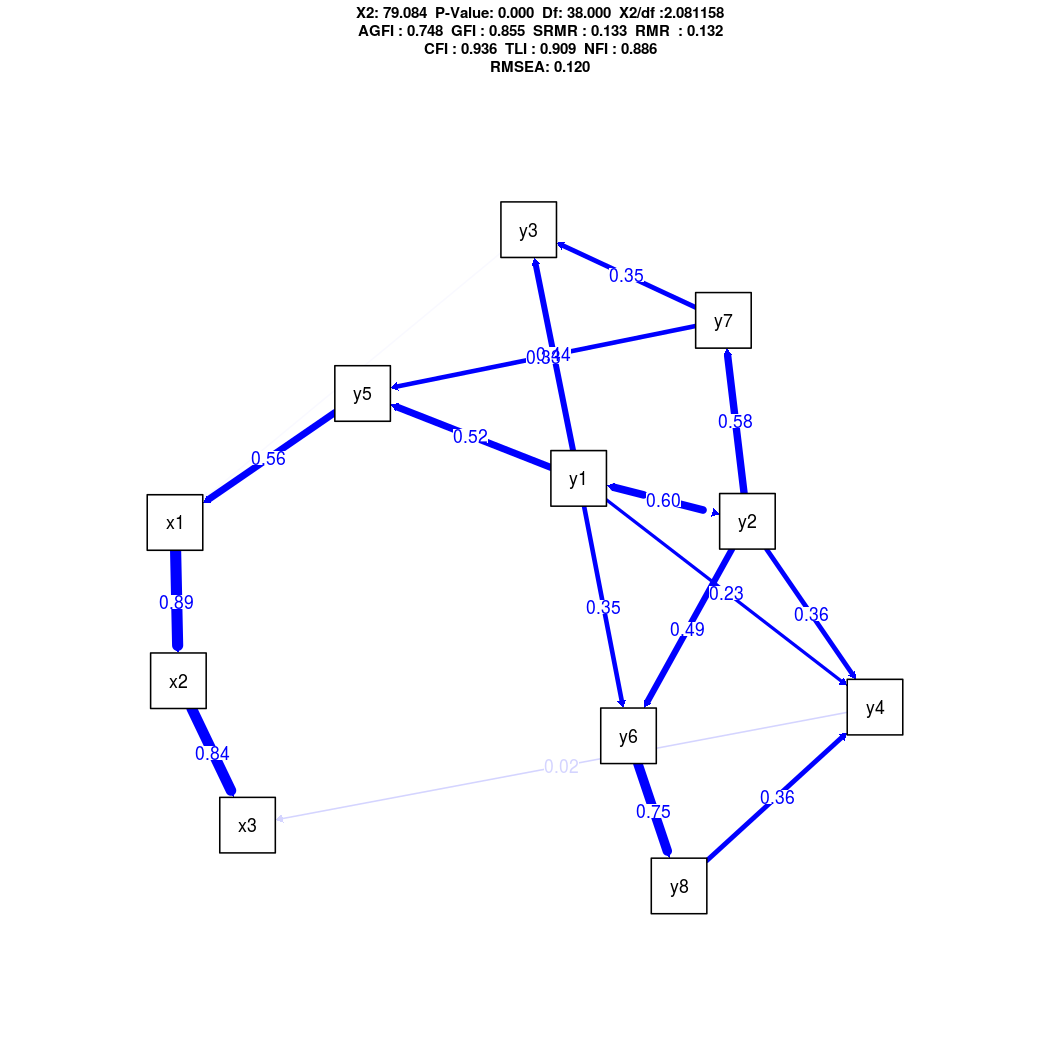 X2: 79.084 P-Value: 0.000 Df: 38.000 X2/df :2.081158
AGFI : 0.748 GFI : 0.855 SRMR : 0.133 RMR : 0.132
CFI : 0.936 TLI : 0.909 NFI : 0.886
RMSEA: 0.120
y3
0.35
y7
0.44
y5
0.58
0.52
0.56
y1
0.60
x1
y2
0.89
0.23
0.35
0.36
0.49
x2
y4
y6
0.84
0.02
0.36
0.75
x3
y8